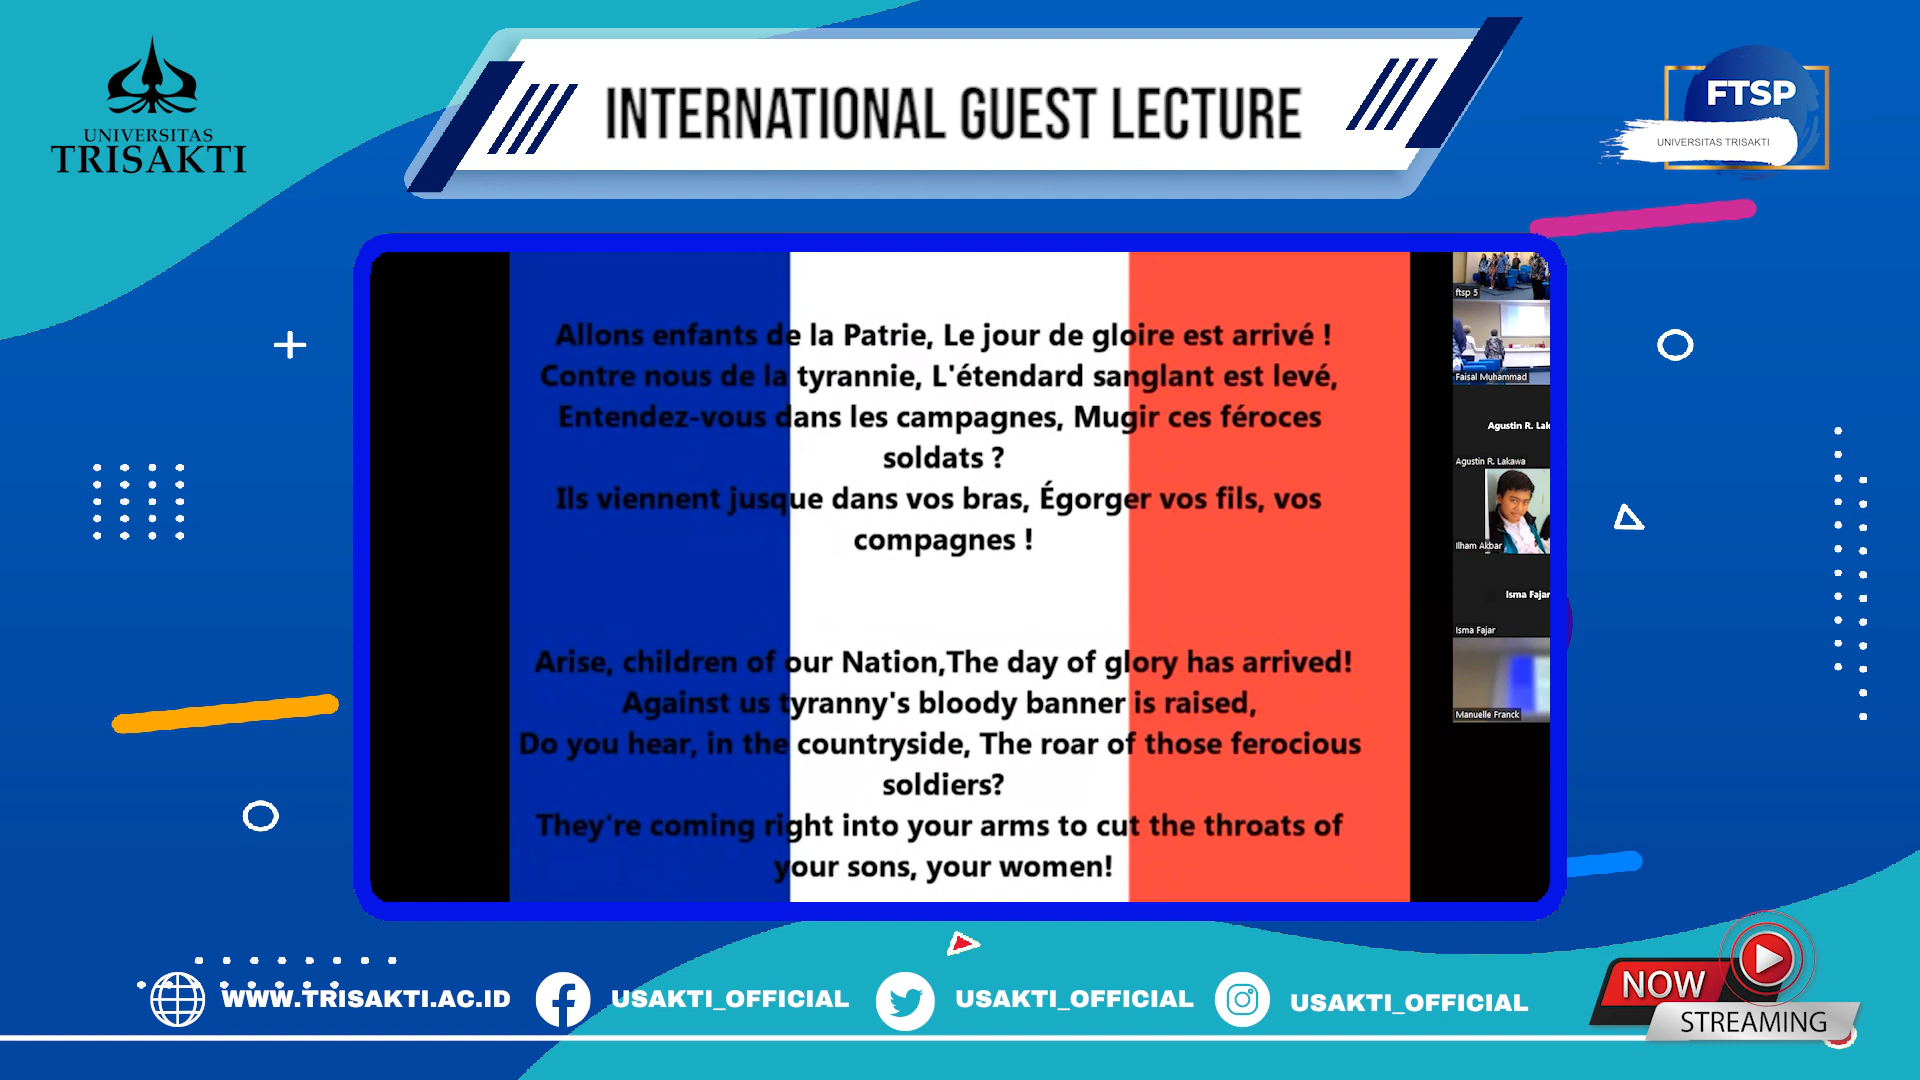 UNIVERSITAS
TRISAKTI
INTERNATIONAL GUEST LECTURE
FTSP
UNIVERSITAS TRISAKTI
Allons enfants de la Patrie, Le jour de gloire est arrivé !
Contre nous de la tyrannie, L'étendard sanglant est levé,
Entendez-vous dans les campagnes, Mugir ces féroces
soldats ?
Ils viennent jusque dans vos bras, Égorger vos fils, vos
compagnes !
Arise, children of our Nation,The day of glory has arrived!
Against us tyranny's bloody banner is raised,
Do you hear, in the countryside, The roar of those ferocious
soldiers?
They're coming right into your arms to cut the throats of
your sons, your women!
ftsp 5
Faisal Muhammad
Agustin R. Lak
Agustin R. Lakawa
Ilham Akbar
Isma Fajar
Isma Fajar
Manuelle Franck
WWW.TRISAKTI.AC.ID
USAKTI_OFFICIAL
USAKTI_OFFICIAL
USAKTI_OFFICIAL
NOW
STREAMING